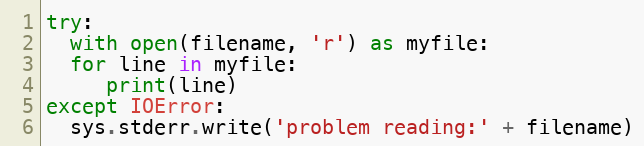 1 try:
2   with open(filename, 'r') as myfile:
3   for line in myfile:
4      print(line)
5 except IOError:
6   sys.stderr.write('problem reading:' + filename)